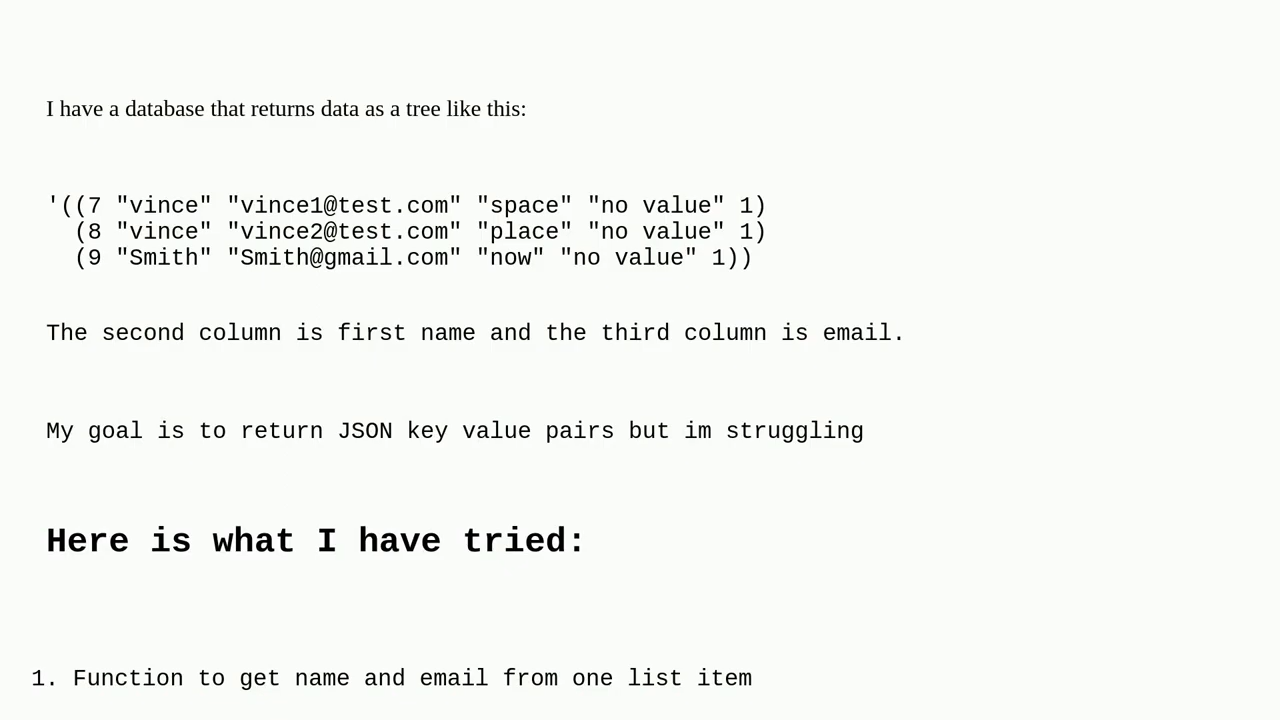 I have a database that returns data as a tree like this:
'((7 "vince" "vince1@test.com" "space" "no value" 1)
(8 "vince" "vince2@test.com" "place" "no value" 1)
(9 "Smith" "Smith@gmail.com" "now" "no value" 1))
The second column is first name and the third column is email.
My goal is to return JSON key value pairs but im struggling
Here is what I have tried:
1. Function to get name and email from one list item